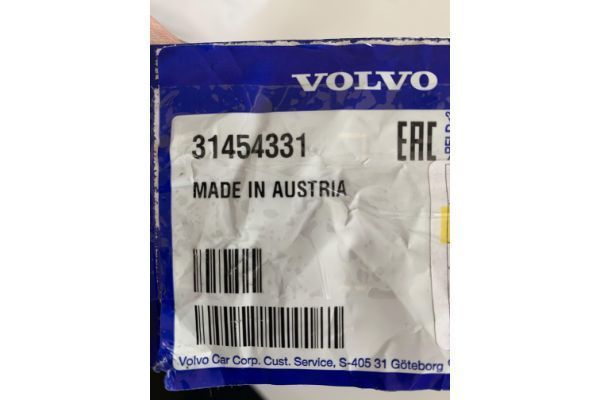 VOLVO
31454331
EAC
MADE IN AUSTRIA
Volvo Car Corp. Cust. Service, S-405 31 Göteborg